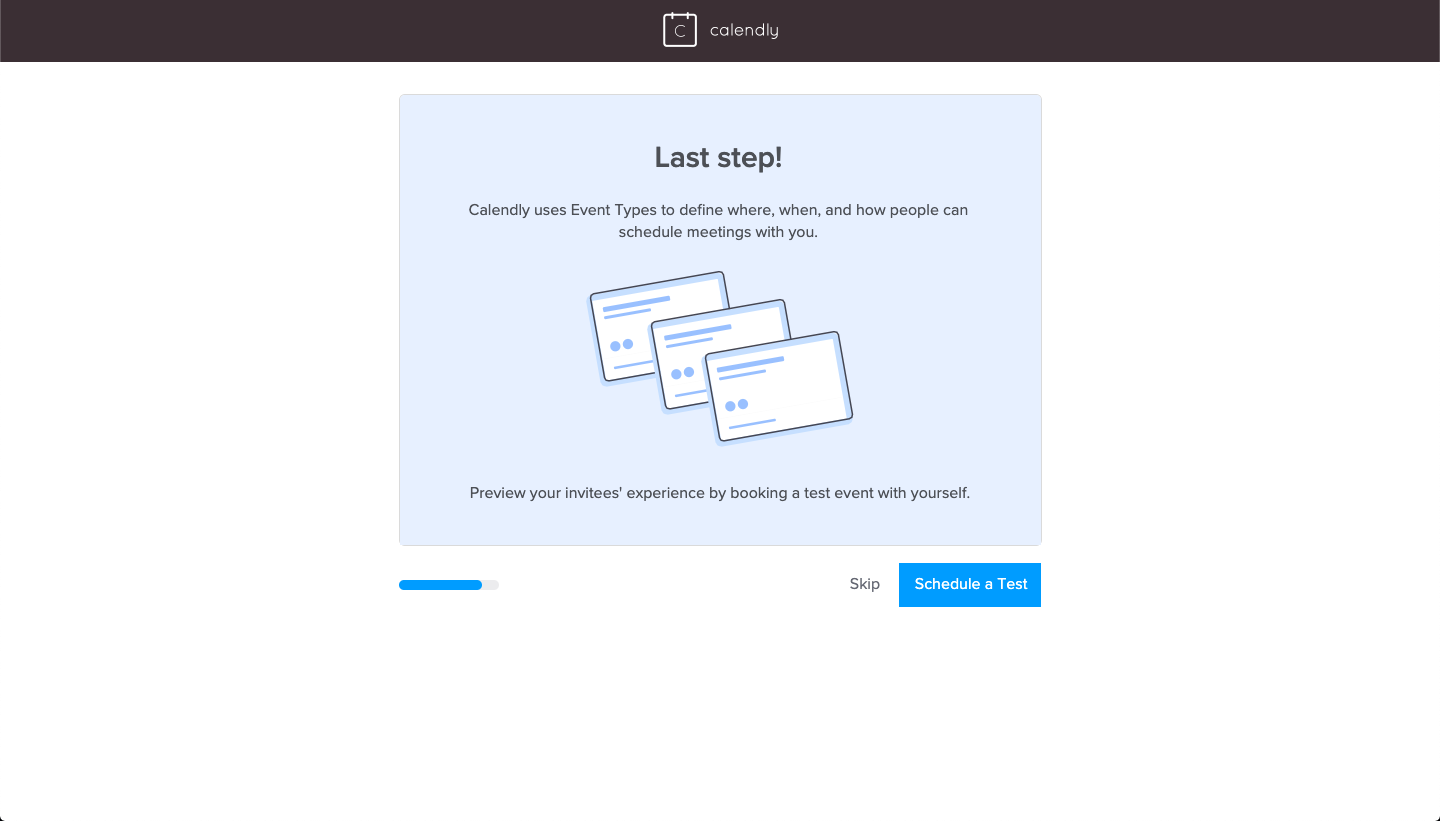 C calendly
Last step!
Calendly uses Event Types to define where, when, and how people can
schedule meetings with you.
Preview your invitees' experience by booking a test event with yourself.
Skip
Schedule a Test